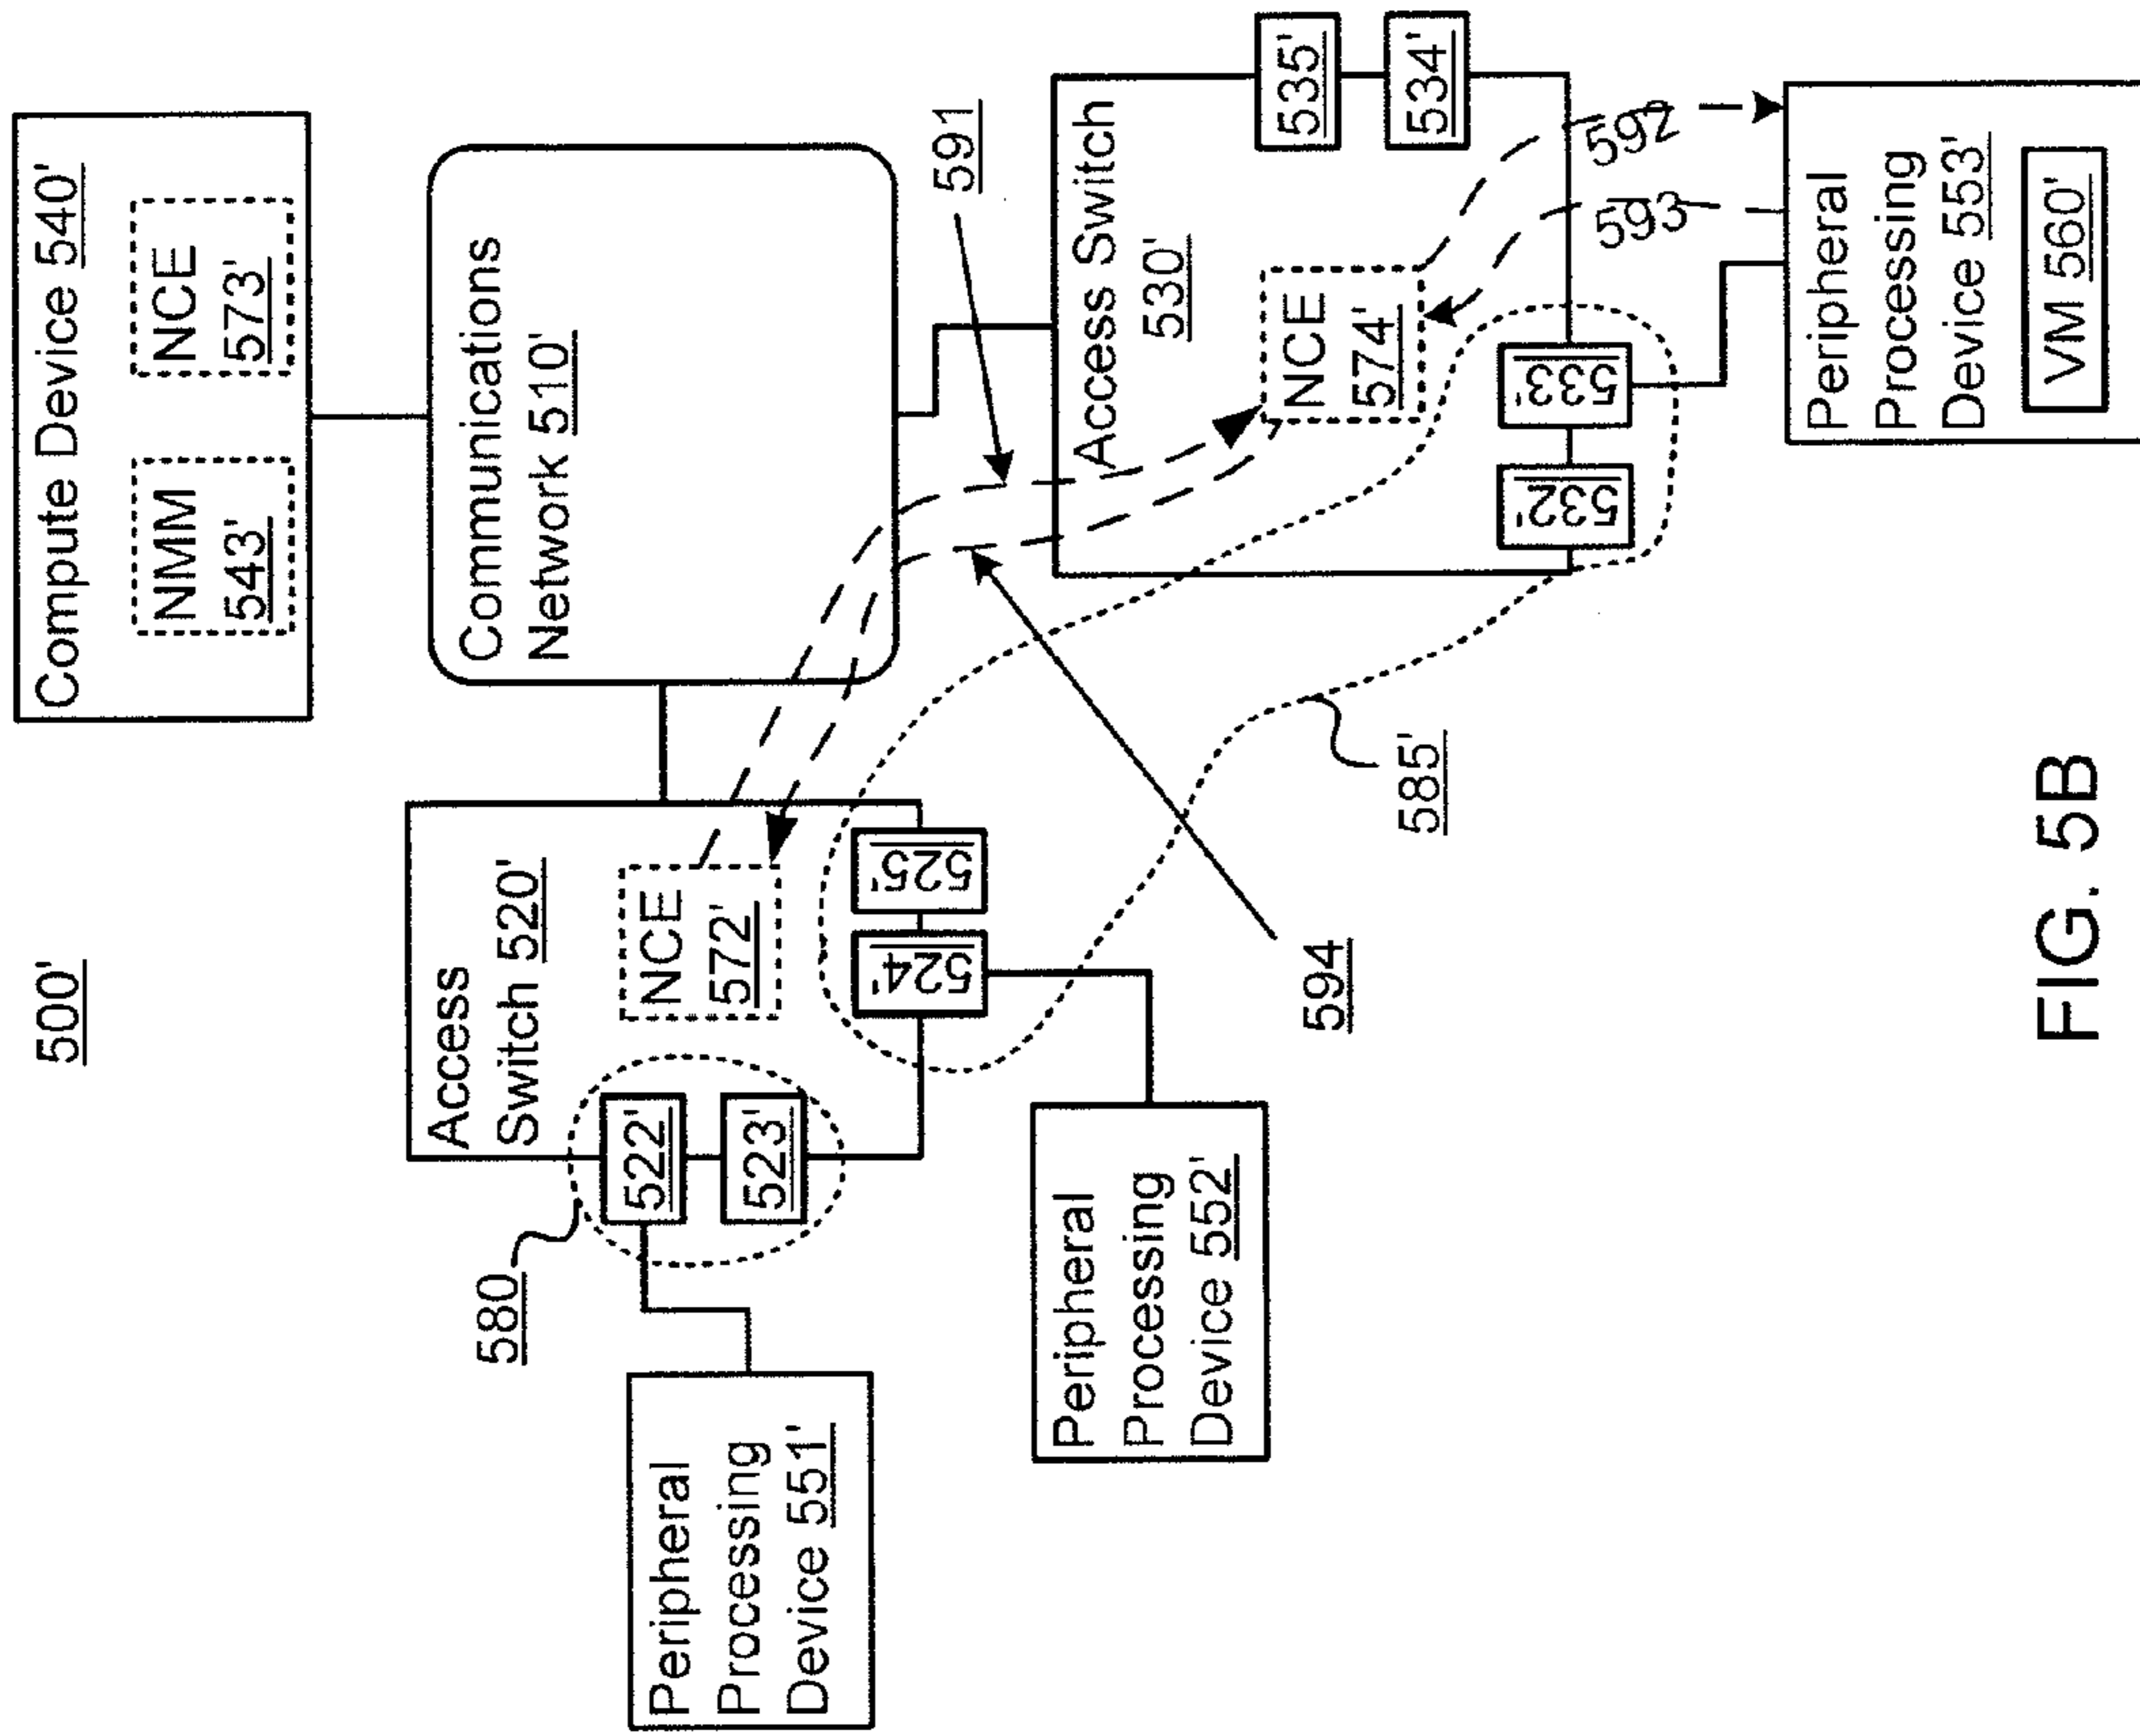 500'
Compute Device 540'
NMM
543'
NCE
573'
Communications
Network 510'
Access
Switch 520'
NCE
572'
522'
523'
524'
525'
580
591
Access Switch
530'
NCE
574'
535'
534'
532'
533'
592
593
594
585'
Peripheral
Processing
Device 551'
Peripheral
Processing
Device 552'
Peripheral
Processing
Device 553'
VM 560'
FIG. 5B